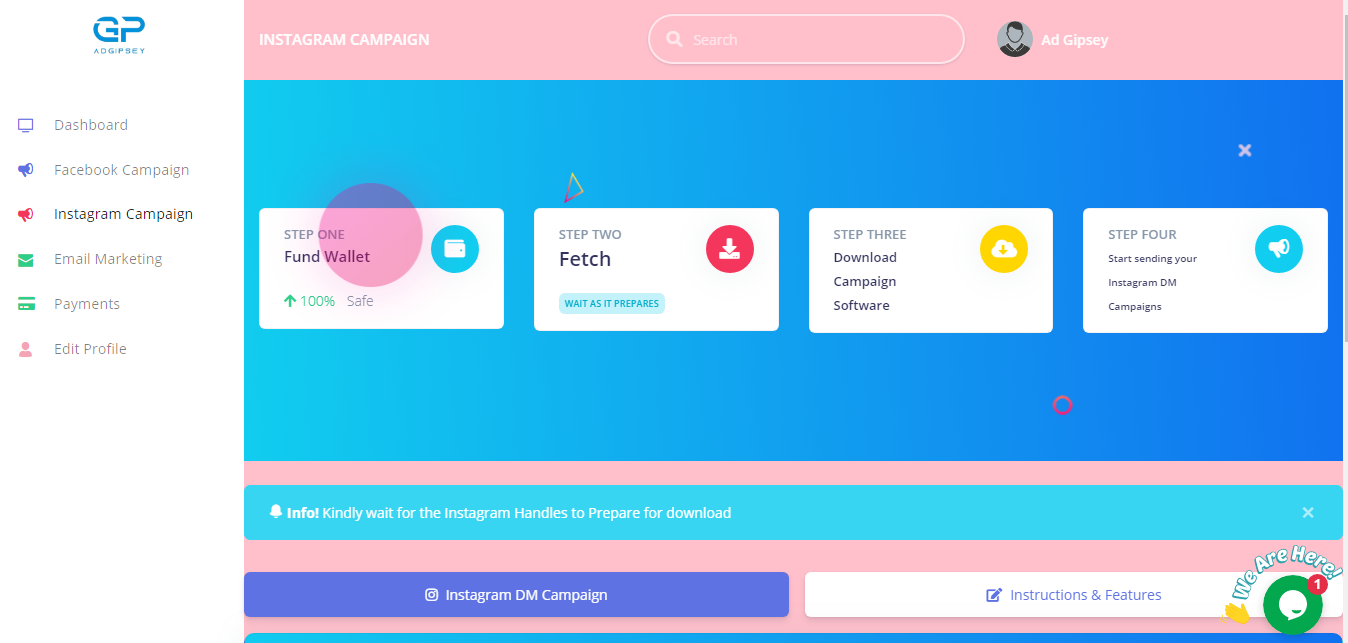 GP
ADGIPSEY
INSTAGRAM CAMPAIGN
Search
Ad Gipsey
Dashboard
Facebook Campaign
Instagram Campaign
Email Marketing
Payments
Edit Profile
STEP ONE
Fund Wallet
100% Safe
STEP TWO
Fetch
WAIT AS IT PREPARES
STEP THREE
Download
Campaign
Software
STEP FOUR
Start sending your
Instagram DM
Campaigns
Info! Kindly wait for the Instagram Handles to Prepare for download
×
Instagram DM Campaign
Instructions & Features
We Are Here!
1